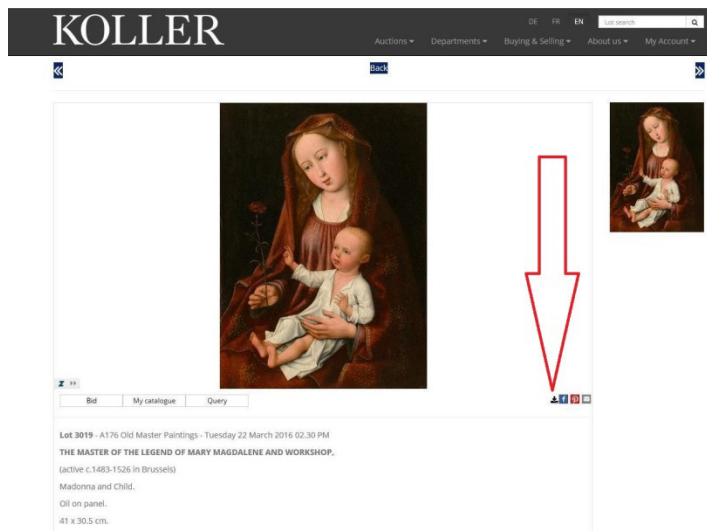 KOLLER
DE FR EN Lot search
Auctions Departments Buying & Selling About us My Account
Back
Bid My catalogue Query
Lot 3019 - A176 Old Master Paintings - Tuesday 22 March 2016 02.30 PM
THE MASTER OF THE LEGEND OF MARY MAGDALENE AND WORKSHOP,
(active c.1483-1526 in Brussels)
Madonna and Child.
Oil on panel.
41 x 30.5 cm.